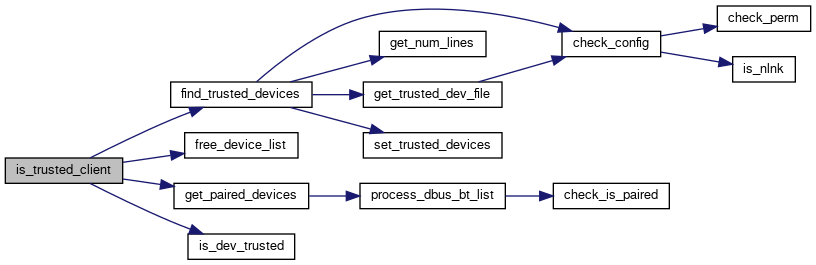 is_trusted_client
find_trusted_devices
free_device_list
get_paired_devices
is_dev_trusted
get_num_lines
get_trusted_dev_file
set_trusted_devices
process_dbus_bt_list
check_config
check_is_paired
check_perm
is_nlnk